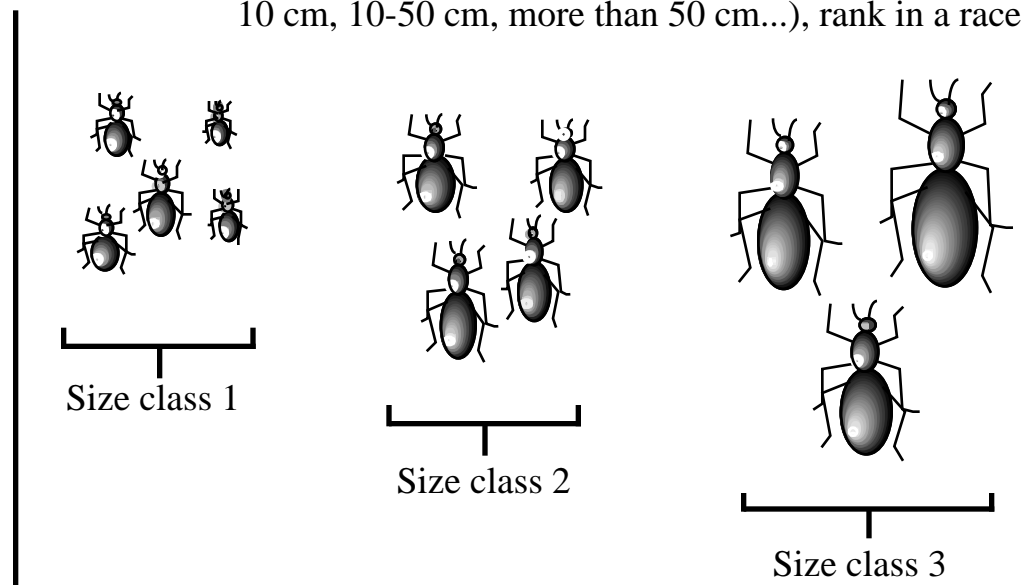 10 cm, 10-50 cm, more than 50 cm...), rank in a race
Size class 1
Size class 2
Size class 3